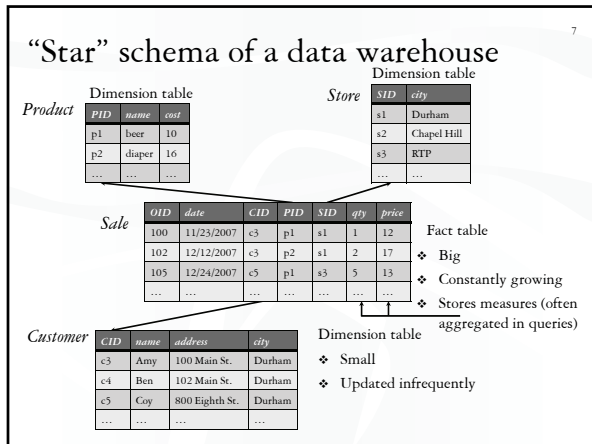 7
“Star” schema of a data warehouse
Dimension table
Product
PID name cost
p1 beer 10
p2 diaper 16
… … …
Dimension table
Store
SID city
s1 Durham
s2 Chapel Hill
s3 RTP
… …
Sale
OID date CID PID SID qty price
100 11/23/2007 c3 p1 s1 1 12
102 12/12/2007 c3 p2 s1 2 17
105 12/24/2007 c5 p1 s3 5 13
… … … … … … …
Fact table
❖ Big
❖ Constantly growing
❖ Stores measures (often
aggregated in queries)
Customer
CID name address city
c3 Amy 100 Main St. Durham
c4 Ben 102 Main St. Durham
c5 Coy 800 Eighth St. Durham
… … … …
Dimension table
❖ Small
❖ Updated infrequently